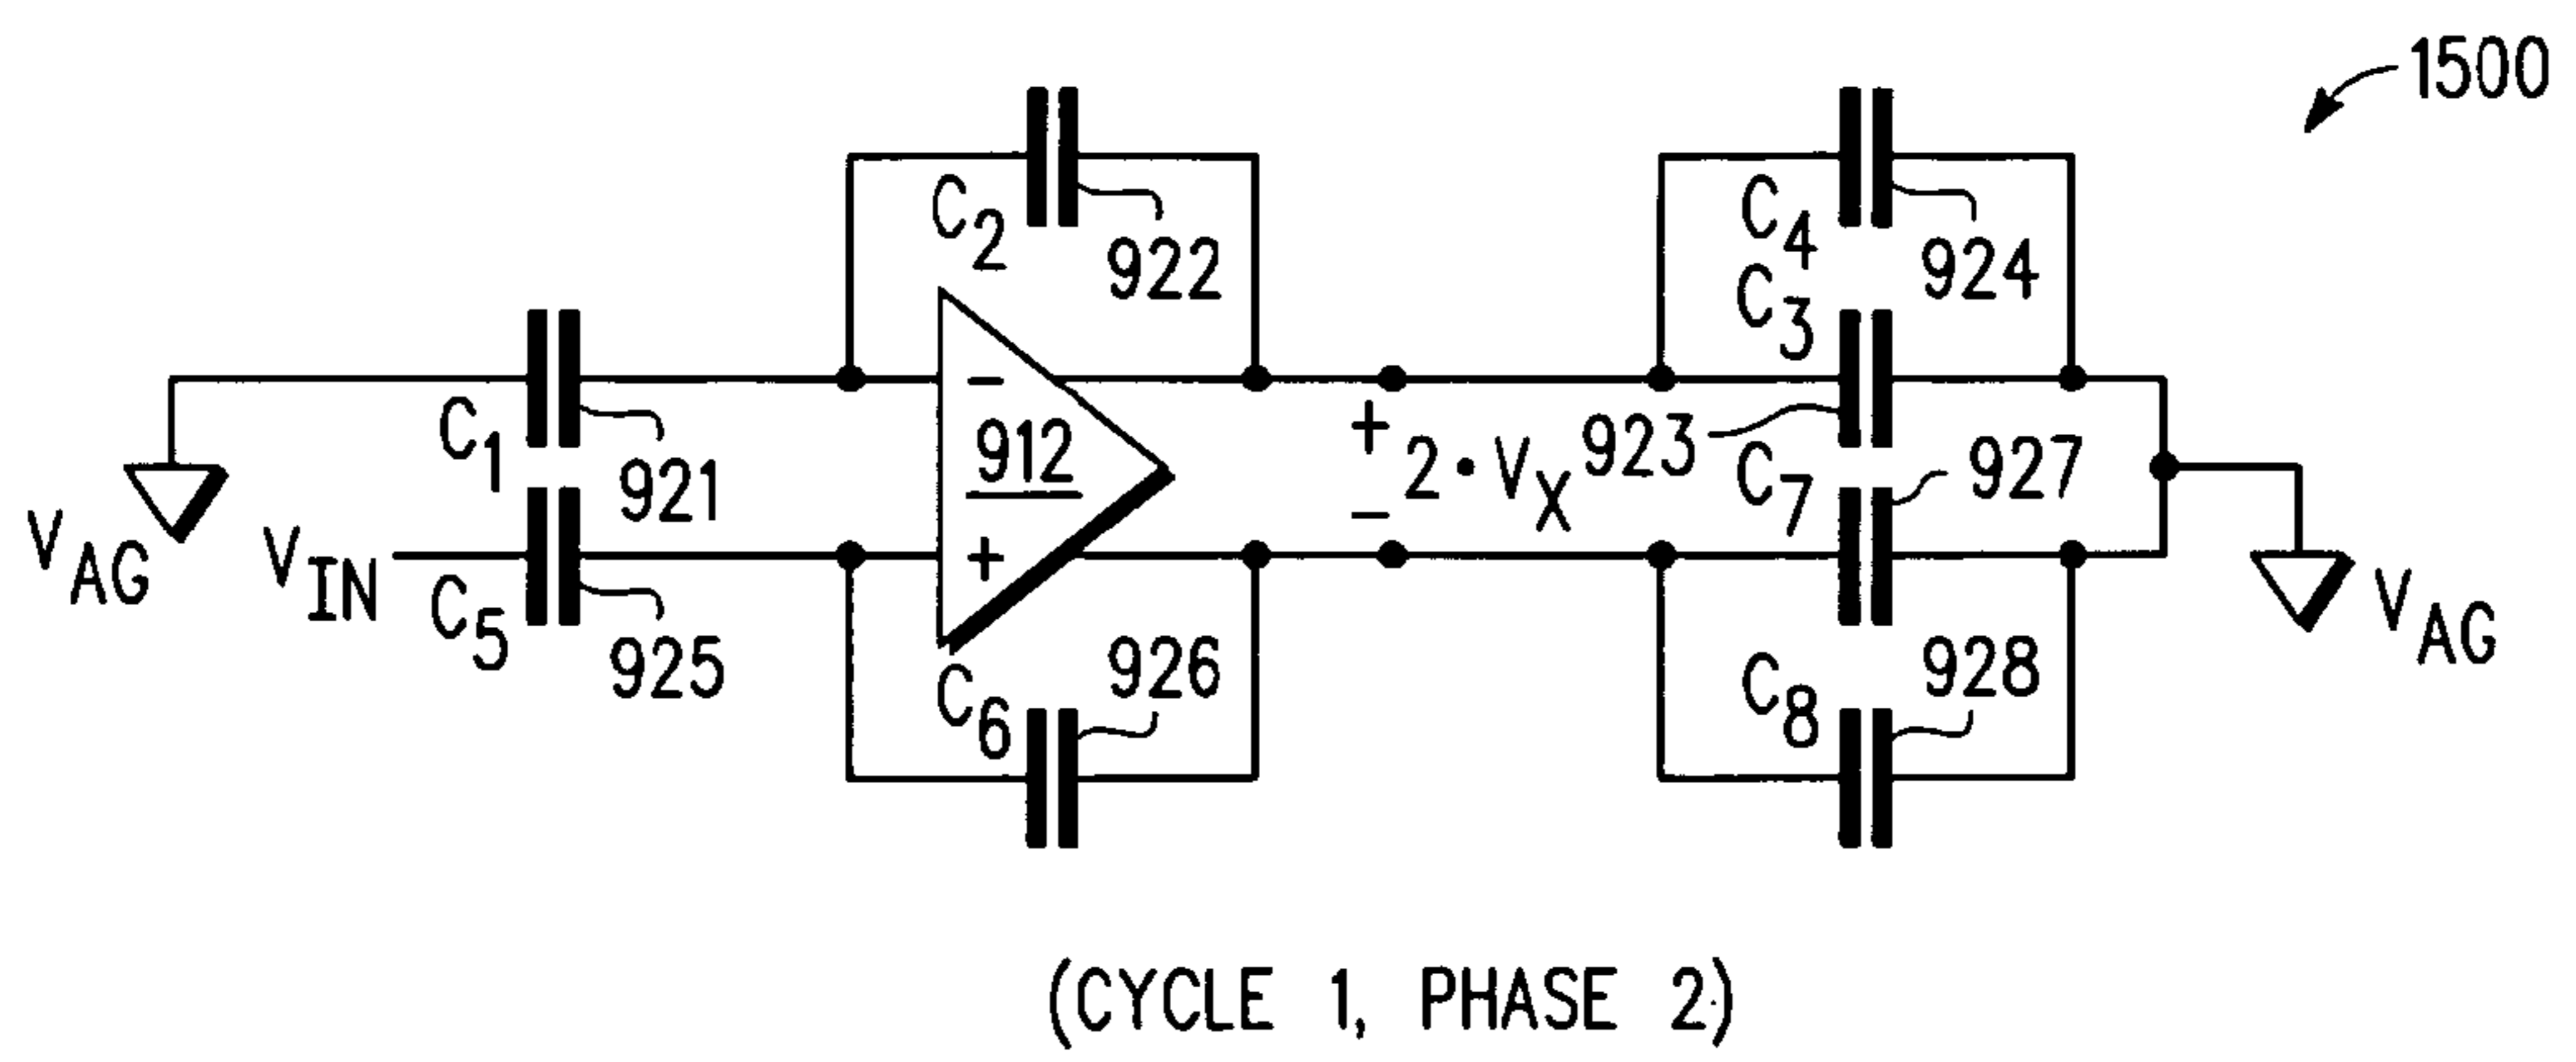 1500
C2
922
C4
924
C1
921
−
912
+
C3
923
+
2·VX
−
C7
927
VAG
VIN
C5
925
C6
926
C8
928
VAG
(CYCLE 1, PHASE 2)